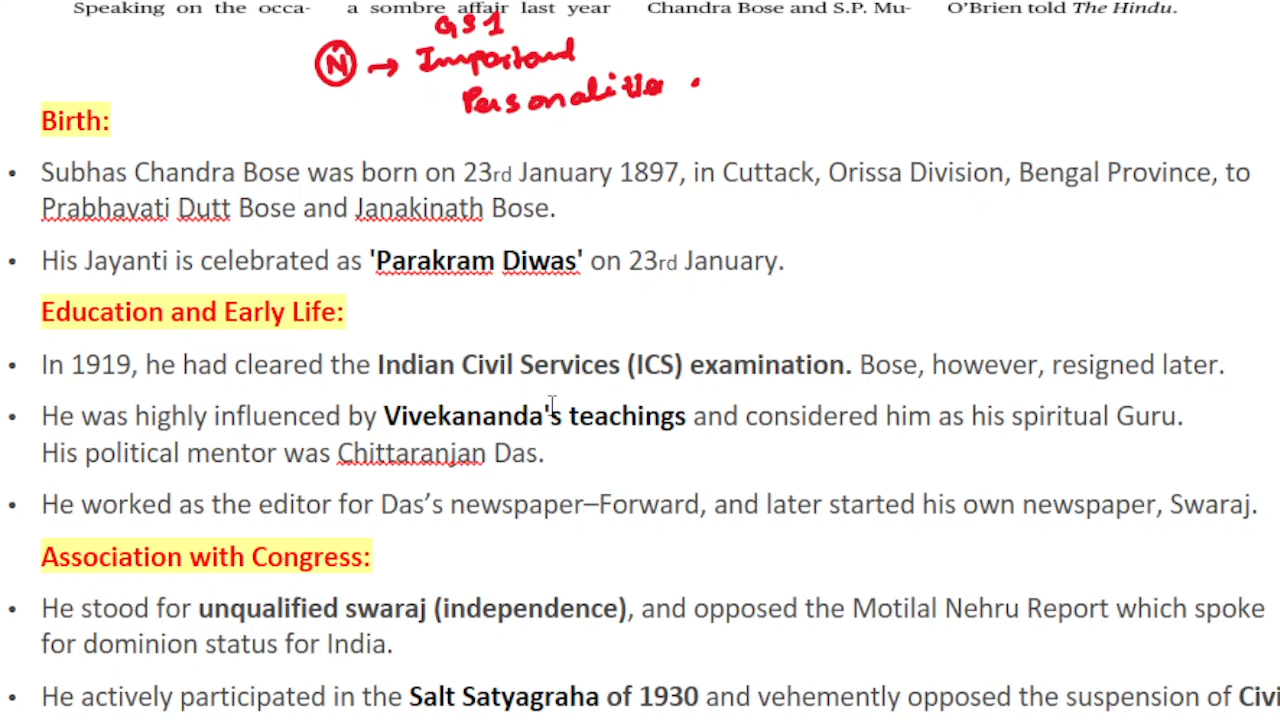 Speaking on the occa-
a sombre affair last year
Chandra Bose and S.P. Mu-
O'Brien told The Hindu.
GS1
N → Important
Personalities.
Birth:
• Subhas Chandra Bose was born on 23rd January 1897, in Cuttack, Orissa Division, Bengal Province, to
Prabhavati Dutt Bose and Janakinath Bose.
• His Jayanti is celebrated as 'Parakram Diwas' on 23rd January.
Education and Early Life:
• In 1919, he had cleared the Indian Civil Services (ICS) examination. Bose, however, resigned later.
• He was highly influenced by Vivekananda's teachings and considered him as his spiritual Guru.
His political mentor was Chittaranjan Das.
• He worked as the editor for Das’s newspaper–Forward, and later started his own newspaper, Swaraj.
Association with Congress:
• He stood for unqualified swaraj (independence), and opposed the Motilal Nehru Report which spoke
for dominion status for India.
• He actively participated in the Salt Satyagraha of 1930 and vehemently opposed the suspension of Civi